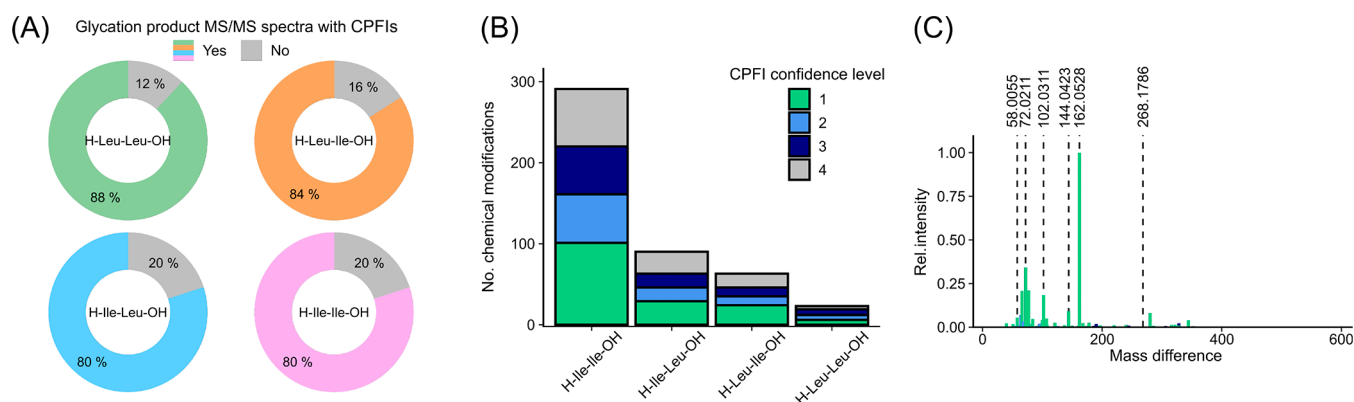 (A)
Glycation product MS/MS spectra with CPFIs
Yes
No
12 %
H-Leu-Leu-OH
88 %
16 %
H-Leu-Ile-OH
84 %
20 %
H-Ile-Leu-OH
80 %
20 %
H-Ile-Ile-OH
80 %
(B)
No. chemical modifications
300
200
100
0
CPFI confidence level
1
2
3
4
H-Ile-Ile-OH
H-Ile-Leu-OH
H-Leu-Ile-OH
H-Leu-Leu-OH
(C)
58.0055
72.0211
102.0311
144.0423
162.0528
268.1786
Rel.intensity
1.00
0.75
0.50
0.25
0.00
0
200
400
600
Mass difference